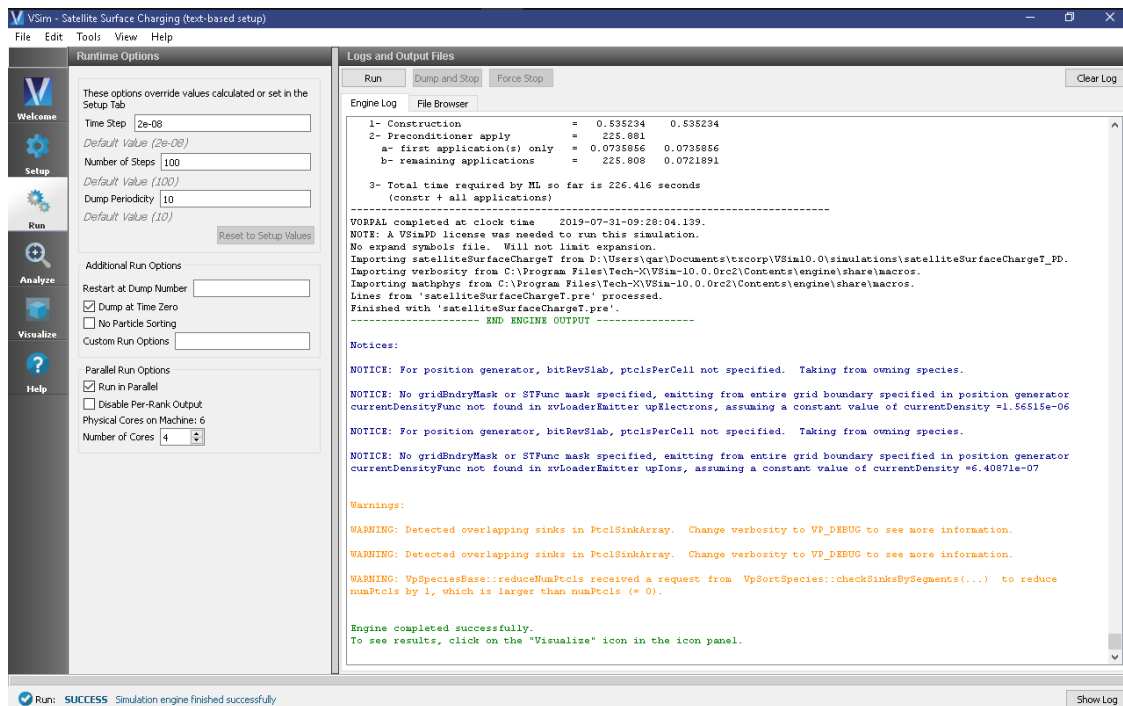 VSim - Satellite Surface Charging (text-based setup)
File Edit Tools View Help
Welcome
Setup
Run
Analyze
Visualize
Help
Runtime Options
These options override values calculated or set in the
Setup Tab
Time Step 2e-08
Default Value (2e-08)
Number of Steps 100
Default Value (100)
Dump Periodicity 10
Default Value (10)
Reset to Setup Values
Additional Run Options
Restart at Dump Number
Dump at Time Zero
No Particle Sorting
Custom Run Options
Parallel Run Options
Run in Parallel
Disable Per-Rank Output
Physical Cores on Machine: 6
Number of Cores 4
Logs and Output Files
Run Dump and Stop Force Stop Clear Log
Engine Log File Browser
1- Construction = 0.535234 0.535234
2- Preconditioner apply = 225.881
a- first application(s) only = 0.0735856 0.0735856
b- remaining applications = 225.808 0.0721891
3- Total time required by ML so far is 226.416 seconds
(constr + all applications)
--------------------------------------------------------------------------------
VORPAL completed at clock time 2019-07-31-09:28:04.139.
NOTE: A VSimPD license was needed to run this simulation.
No expand symbols file. Will not limit expansion.
Importing satelliteSurfaceChargeT from D:\Users\qar\Documents\txcorp\VSim10.0\simulations\satelliteSurfaceChargeT_PD.
Importing verbosity from C:\Program Files\Tech-X\VSim-10.0.0rc2\Contents\engine\share\macros.
Importing mathphys from C:\Program Files\Tech-X\VSim-10.0.0rc2\Contents\engine\share\macros.
Lines from 'satelliteSurfaceChargeT.pre' processed.
Finished with 'satelliteSurfaceChargeT.pre'.
--------------------- END ENGINE OUTPUT ----------------
Notices:
NOTICE: For position generator, bitRevSlab, ptclsPerCell not specified. Taking from owning species.
NOTICE: No gridBndryMask or STFunc mask specified, emitting from entire grid boundary specified in position generator
currentDensityFunc not found in xvLoaderEmitter upElectrons, assuming a constant value of currentDensity =1.56515e-06
NOTICE: For position generator, bitRevSlab, ptclsPerCell not specified. Taking from owning species.
NOTICE: No gridBndryMask or STFunc mask specified, emitting from entire grid boundary specified in position generator
currentDensityFunc not found in xvLoaderEmitter upIons, assuming a constant value of currentDensity =6.40871e-07
Warnings:
WARNING: Detected overlapping sinks in PtclSinkArray. Change verbosity to VP_DEBUG to see more information.
WARNING: Detected overlapping sinks in PtclSinkArray. Change verbosity to VP_DEBUG to see more information.
WARNING: VpSpeciesBase::reduceNumPtcls received a request from VpSortSpecies::checkSinksBySegments(...) to reduce
numPtcls by 1, which is larger than numPtcls (= 0).
Engine completed successfully.
To see results, click on the "Visualize" icon in the icon panel.
Run: SUCCESS Simulation engine finished successfully
Show Log